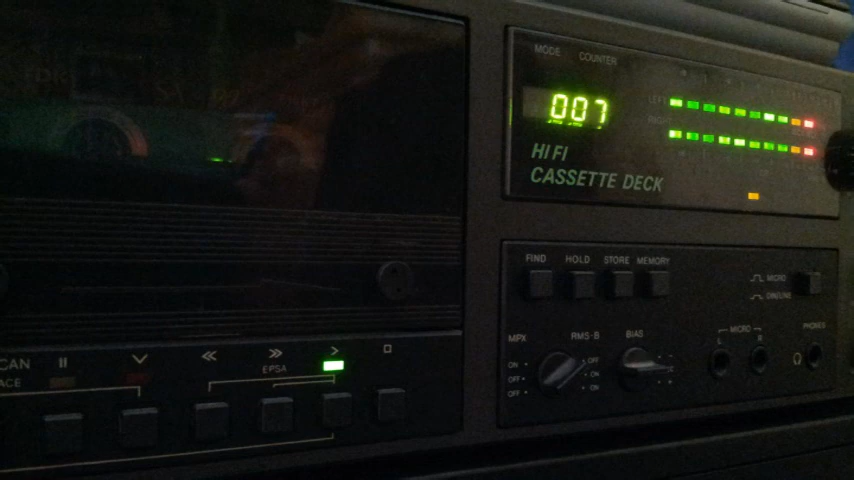 TDK
MODE COUNTER
007
LEFT
RIGHT
HI FI
CASSETTE DECK
FIND HOLD STORE MEMORY
MICRO
DIN/LINE
MPX RMS-B BIAS MICRO PHONES
L R
ON OFF
OFF ON
OFF ON
CAN
ACE EPSA